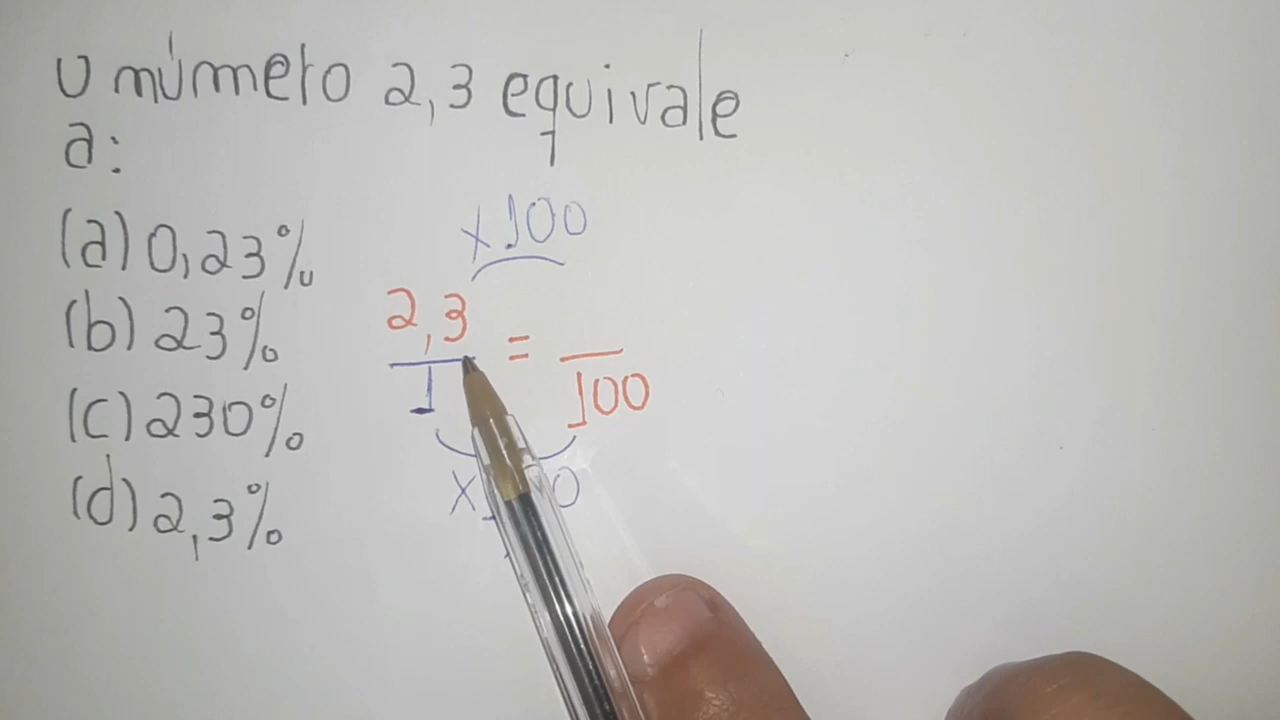 O número 2,3 equivale
a:
(a) 0,23%
(b) 23%
(c) 230%
(d) 2,3%
x100
2,3 = 
1 100